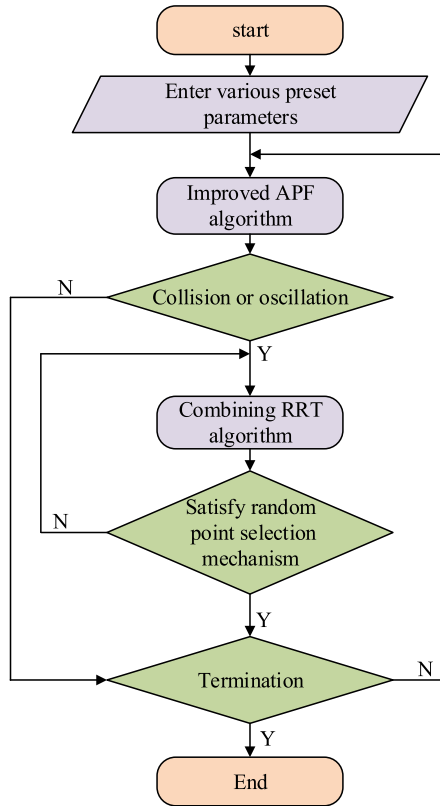 start
Enter various preset
parameters
Improved APF
algorithm
Collision or oscillation
N
Y
Combining RRT
algorithm
Satisfy random
point selection
mechanism
N
Y
Termination
N
Y
End